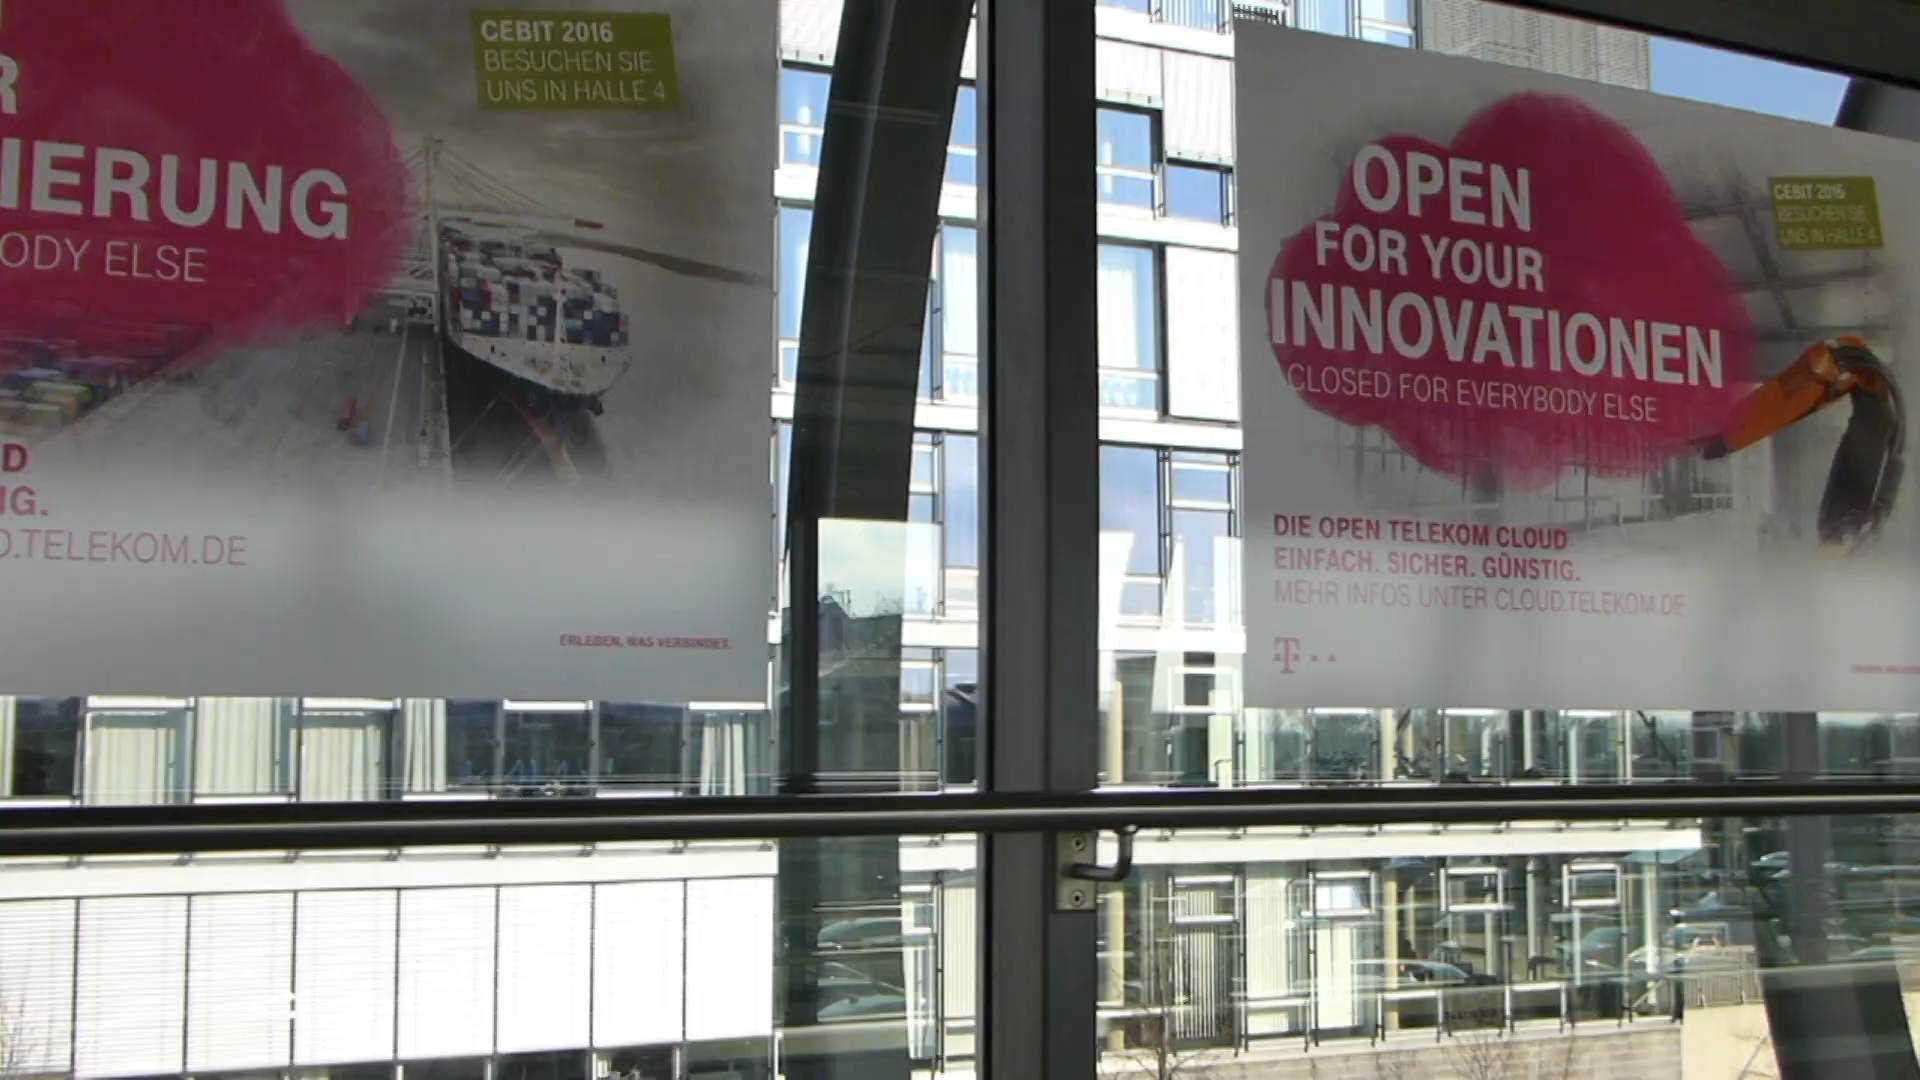 R
IERUNG
ODY ELSE
CEBIT 2016
BESUCHEN SIE
UNS IN HALLE 4
D
IG.
D.TELEKOM.DE
ERLEBEN, WAS VERBINDET.
OPEN
FOR YOUR
INNOVATIONEN
CLOSED FOR EVERYBODY ELSE
CEBIT 2016
BESUCHEN SIE
UNS IN HALLE 4
DIE OPEN TELEKOM CLOUD
EINFACH. SICHER. GÜNSTIG.
MEHR INFOS UNTER CLOUD.TELEKOM.DE
T